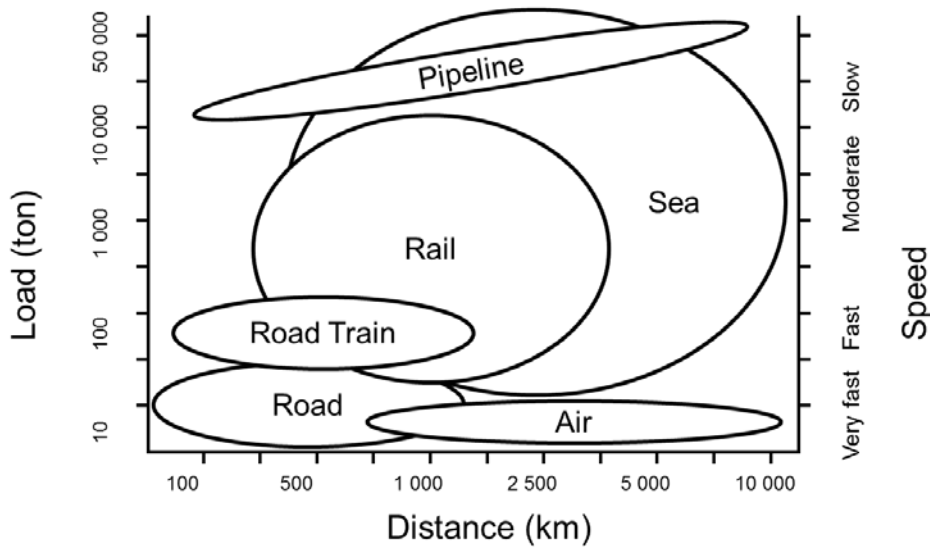 50 000
10 000
1 000
100
10
Load (ton)
Pipeline
Sea
Rail
Road Train
Road
Air
Slow
Moderate
Fast
Very fast
Speed
100
500
1 000
2 500
5 000
10 000
Distance (km)